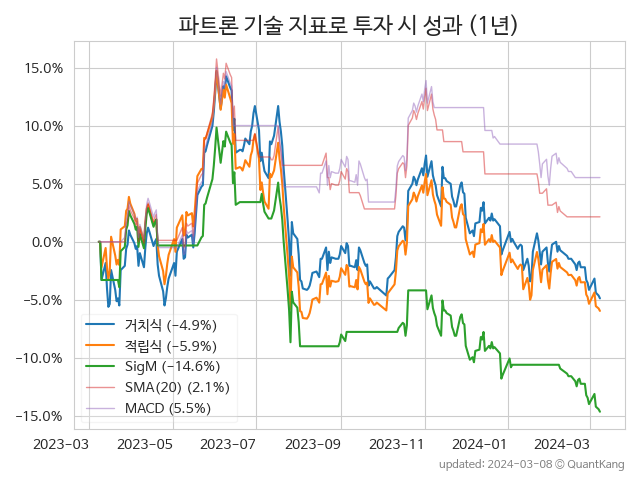 파트론 기술 지표로 투자 시 성과 (1년)
15.0%
10.0%
5.0%
0.0%
−5.0%
−10.0%
−15.0%
거치식 (−4.9%)
적립식 (−5.9%)
SigM (−14.6%)
SMA(20) (2.1%)
MACD (5.5%)
2023-03 2023-05 2023-07 2023-09 2023-11 2024-01 2024-03
updated: 2024-03-08 ⓒ QuantKang